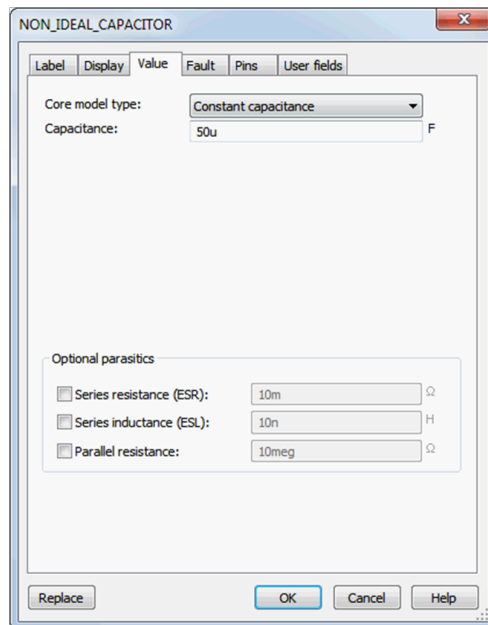 NON_IDEAL_CAPACITOR
Label Display Value Fault Pins User fields
Core model type: Constant capacitance
Capacitance: 50u F
Optional parasitics
Series resistance (ESR): 10m Ω
Series inductance (ESL): 10n H
Parallel resistance: 10meg Ω
Replace OK Cancel Help